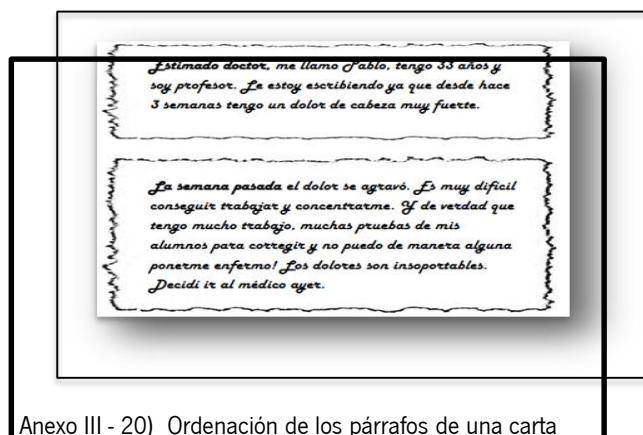 Estimado doctor, me llamo Pablo, tengo 33 años y
soy profesor. Le estoy escribiendo ya que desde hace
3 semanas tengo un dolor de cabeza muy fuerte.
La semana pasada el dolor se agravó. Es muy difícil
conseguir trabajar y concentrarme. Y de verdad que
tengo mucho trabajo, muchas pruebas de mis
alumnos para corregir y no puedo de manera alguna
ponerme enfermo! Los dolores son insoportables.
Decidí ir al médico ayer.
Anexo III - 20) Ordenación de los párrafos de una carta